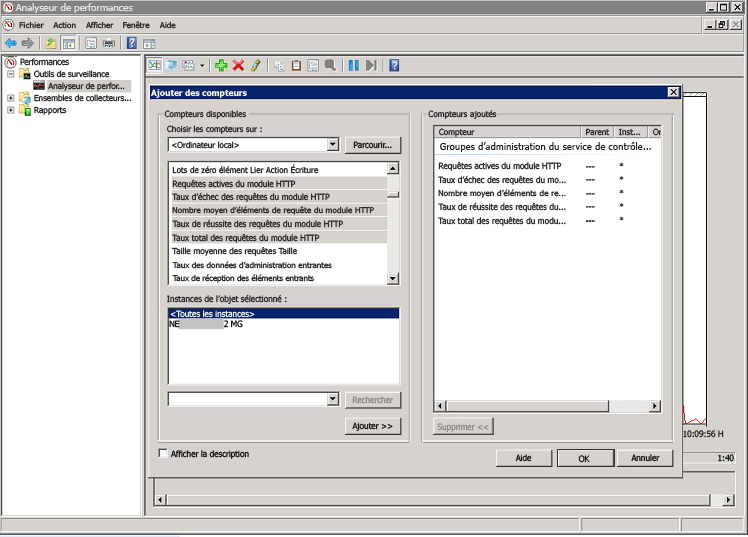 Analyseur de performances
Fichier Action Afficher Fenêtre Aide
Performances
Outils de surveillance
Analyseur de perfor...
Ensembles de collecteurs...
Rapports
Ajouter des compteurs
Compteurs disponibles
Choisir les compteurs sur :
<Ordinateur local>
Parcourir...
Lots de zéro élément Lier Action Écriture
Requêtes actives du module HTTP
Taux d'échec des requêtes du module HTTP
Nombre moyen d'éléments de requête du module HTTP
Taux de réussite des requêtes du module HTTP
Taux total des requêtes du module HTTP
Taille moyenne des requêtes Taille
Taux des données d'administration entrantes
Taux de réception des éléments entrants
Instances de l'objet sélectionné :
<Toutes les instances>
NE 2 MG
Rechercher
Ajouter >>
Afficher la description
Compteurs ajoutés
Compteur Parent Inst... Or
Groupes d'administration du service de contrôle...
Requêtes actives du module HTTP --- *
Taux d'échec des requêtes du mo... --- *
Nombre moyen d'éléments de re... --- *
Taux de réussite des requêtes du... --- *
Taux total des requêtes du modu... --- *
Supprimer <<
Aide OK Annuler
10:09:56 H
1:40